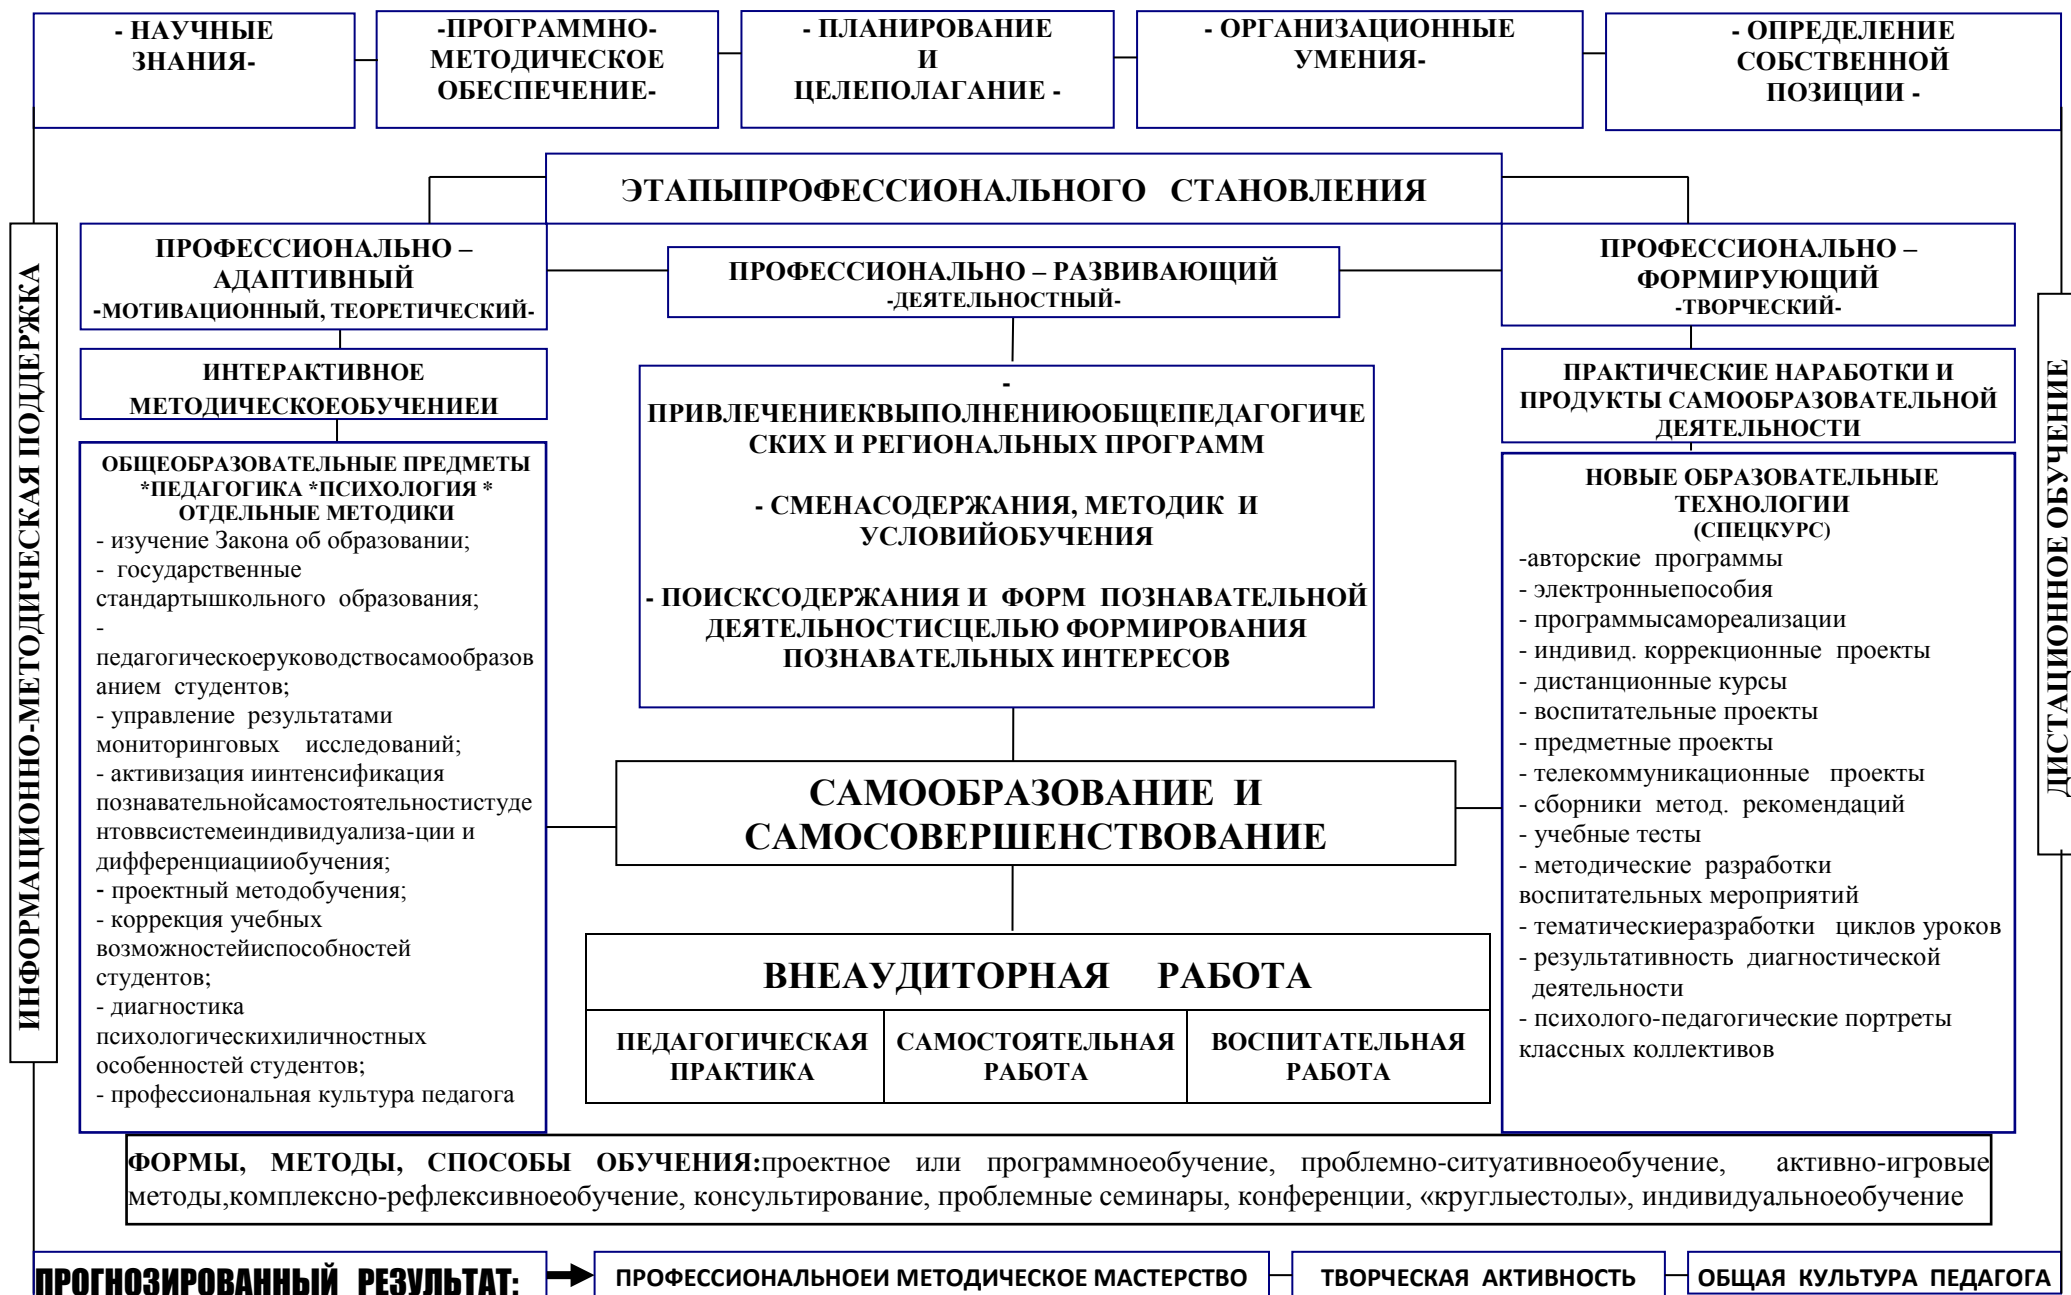 - НАУЧНЫЕ
ЗНАНИЯ-
-ПРОГРАММНО-
МЕТОДИЧЕСКОЕ
ОБЕСПЕЧЕНИЕ-
- ПЛАНИРОВАНИЕ
И
ЦЕЛЕПОЛАГАНИЕ -
- ОРГАНИЗАЦИОННЫЕ
УМЕНИЯ-
- ОПРЕДЕЛЕНИЕ
СОБСТВЕННОЙ
ПОЗИЦИИ -
ЭТАПЫПРОФЕССИОНАЛЬНОГО СТАНОВЛЕНИЯ
ИНФОРМАЦИОННО-МЕТОДИЧЕСКАЯ ПОДДЕРЖКА
ПРОФЕССИОНАЛЬНО –
АДАПТИВНЫЙ
-МОТИВАЦИОННЫЙ, ТЕОРЕТИЧЕСКИЙ-
ПРОФЕССИОНАЛЬНО – РАЗВИВАЮЩИЙ
-ДЕЯТЕЛЬНОСТНЫЙ-
ПРОФЕССИОНАЛЬНО –
ФОРМИРУЮЩИЙ
-ТВОРЧЕСКИЙ-
ДИСТАЦИОННОЕ ОБУЧЕНИЕ
ИНТЕРАКТИВНОЕ
МЕТОДИЧЕСКОЕОБУЧЕНИЕИ
ОБЩЕОБРАЗОВАТЕЛЬНЫЕ ПРЕДМЕТЫ
*ПЕДАГОГИКА *ПСИХОЛОГИЯ *
ОТДЕЛЬНЫЕ МЕТОДИКИ
- изучение Закона об образовании;
- государственные
стандартышкольного образования;
-
педагогическоеруководствосамообразов
анием студентов;
- управление результатами
мониторинговых исследований;
- активизация иинтенсификация
познавательнойсамостоятельностистуде
нтоввсистемеиндивидуализа-ции и
дифференциацииобучения;
- проектный методобучения;
- коррекция учебных
возможностейиспособностей
студентов;
- диагностика
психологическихиличностных
особенностей студентов;
- профессиональная культура педагога
-
ПРИВЛЕЧЕНИЕКВЫПОЛНЕНИЮОБЩЕПЕДАГОГИЧЕ
СКИХ И РЕГИОНАЛЬНЫХ ПРОГРАММ
- СМЕНАСОДЕРЖАНИЯ, МЕТОДИК И
УСЛОВИЙОБУЧЕНИЯ
- ПОИСКСОДЕРЖАНИЯ И ФОРМ ПОЗНАВАТЕЛЬНОЙ
ДЕЯТЕЛЬНОСТИСЦЕЛЬЮ ФОРМИРОВАНИЯ
ПОЗНАВАТЕЛЬНЫХ ИНТЕРЕСОВ
САМООБРАЗОВАНИЕ И
САМОСОВЕРШЕНСТВОВАНИЕ
ВНЕАУДИТОРНАЯ РАБОТА
ПЕДАГОГИЧЕСКАЯ
ПРАКТИКА
САМОСТОЯТЕЛЬНАЯ
РАБОТА
ВОСПИТАТЕЛЬНАЯ
РАБОТА
ПРАКТИЧЕСКИЕ НАРАБОТКИ И
ПРОДУКТЫ САМООБРАЗОВАТЕЛЬНОЙ
ДЕЯТЕЛЬНОСТИ
НОВЫЕ ОБРАЗОВАТЕЛЬНЫЕ
ТЕХНОЛОГИИ
(СПЕЦКУРС)
-авторские программы
- электронныепособия
- программысамореализации
- индивид. коррекционные проекты
- дистанционные курсы
- воспитательные проекты
- предметные проекты
- телекоммуникационные проекты
- сборники метод. рекомендаций
- учебные тесты
- методические разработки
воспитательных мероприятий
- тематическиеразработки циклов уроков
- результативность диагностической
деятельности
- психолого-педагогические портреты
классных коллективов
ФОРМЫ, МЕТОДЫ, СПОСОБЫ ОБУЧЕНИЯ:проектное или программноеобучение, проблемно-ситуативноеобучение, активно-игровые
методы,комплексно-рефлексивноеобучение, консультирование, проблемные семинары, конференции, «круглыестолы», индивидуальноеобучение
ПРОГНОЗИРОВАННЫЙ РЕЗУЛЬТАТ:
ПРОФЕССИОНАЛЬНОЕИ МЕТОДИЧЕСКОЕ МАСТЕРСТВО
ТВОРЧЕСКАЯ АКТИВНОСТЬ
ОБЩАЯ КУЛЬТУРА ПЕДАГОГА